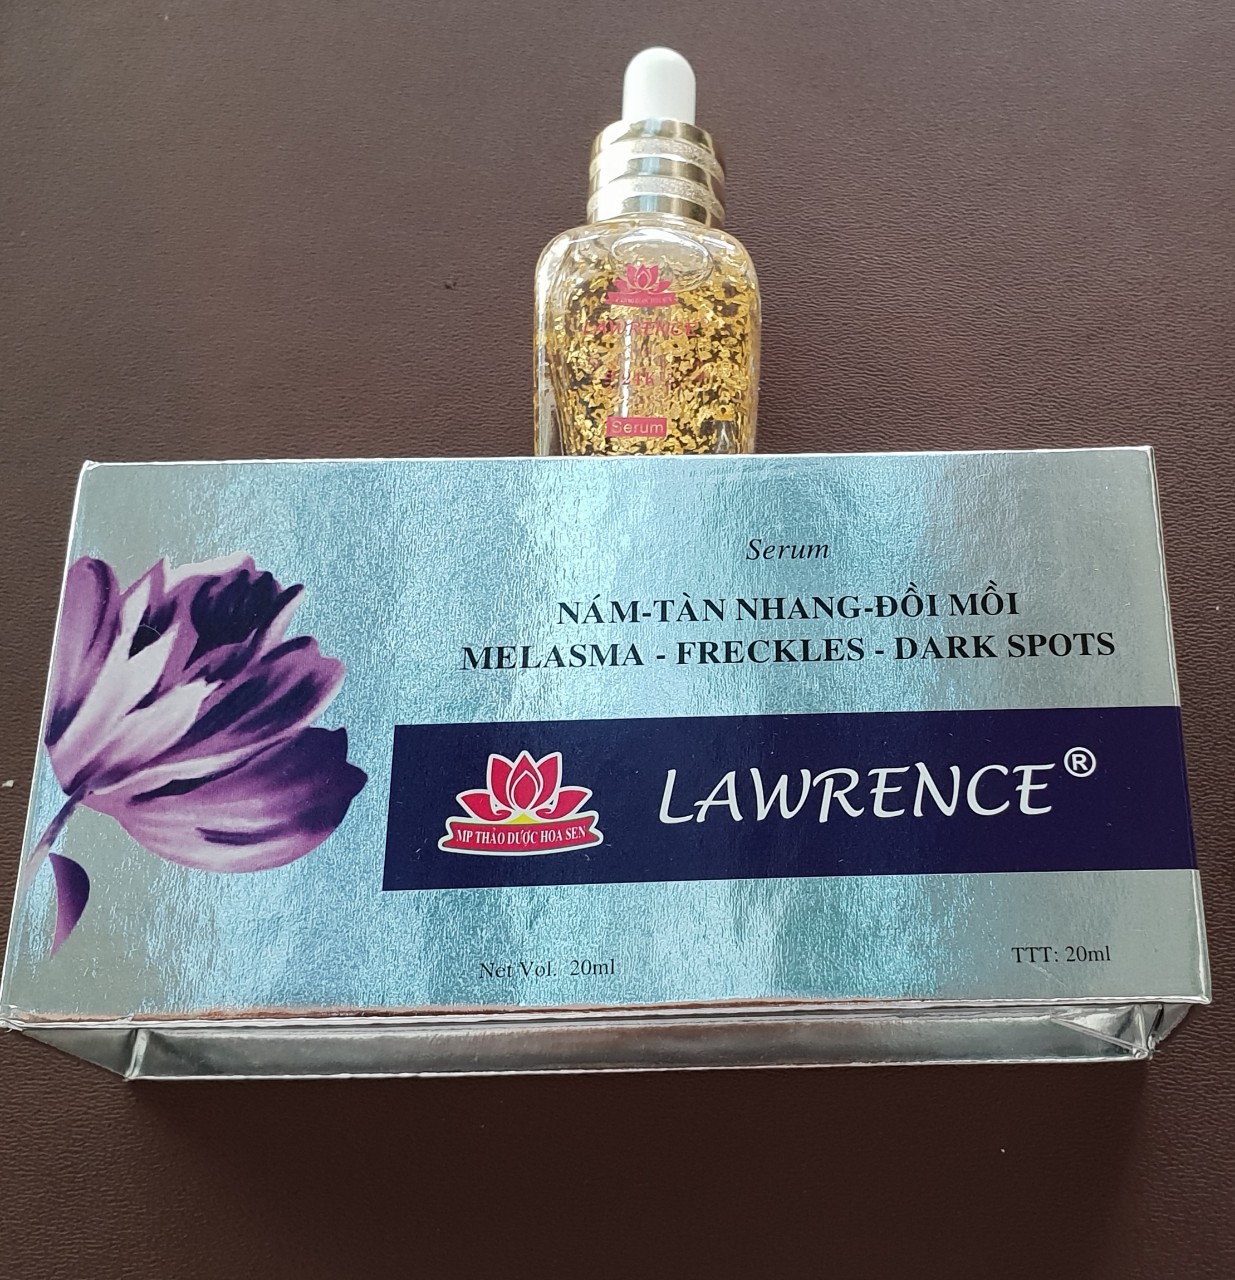 LAWRENCE
24K
Serum
Serum
NÁM-TÀN NHANG-ĐỒI MỒI
MELASMA - FRECKLES - DARK SPOTS
MP THẢO DƯỢC HOA SEN
LAWRENCE®
Net Vol. 20ml
TTT: 20ml